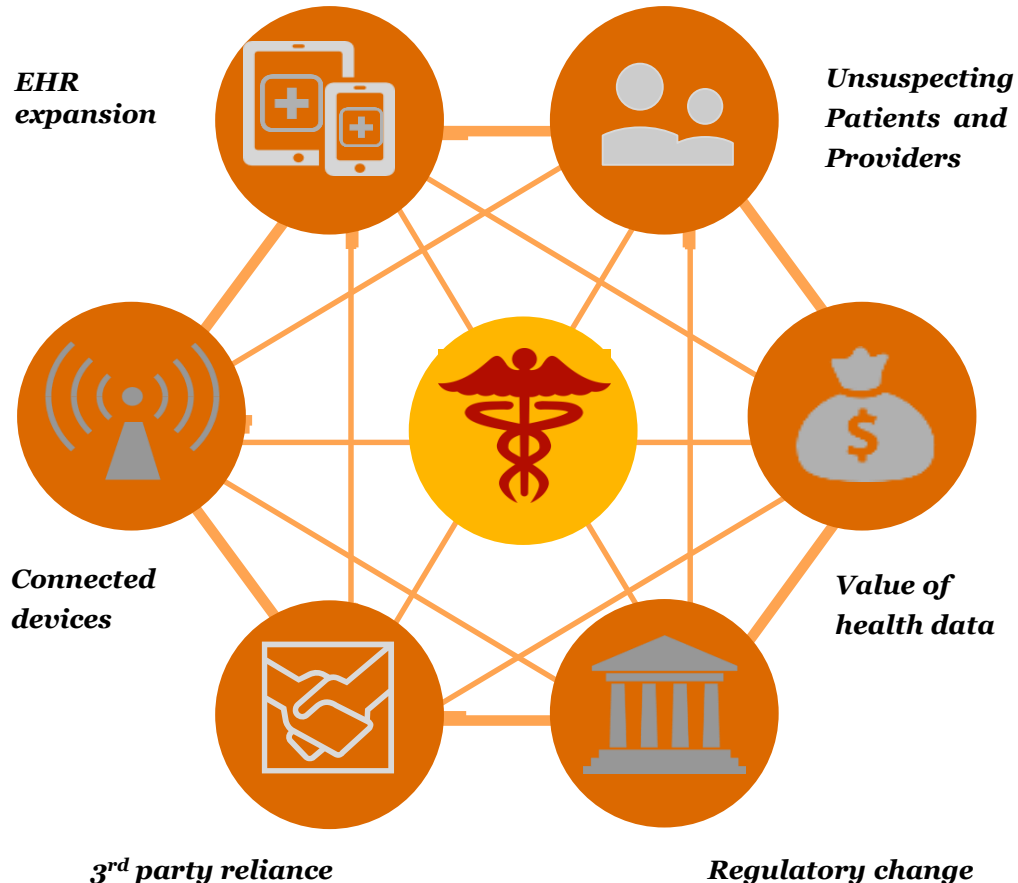 EHR
expansion
Unsuspecting
Patients and
Providers
$
Connected
devices
Value of
health data
3rd party reliance
Regulatory change